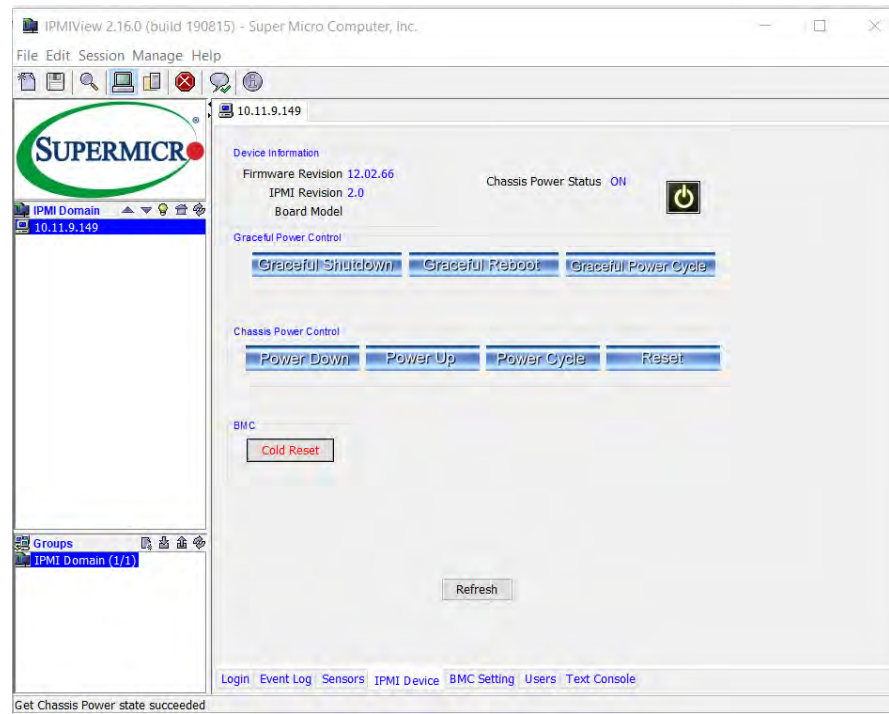 IPMIView 2.16.0 (build 190815) - Super Micro Computer, Inc.
File Edit Session Manage Help
SUPERMICRO
IPMI Domain
10.11.9.149
Groups
IPMI Domain (1/1)
10.11.9.149
Device Information
Firmware Revision 12.02.66
IPMI Revision 2.0
Board Model
Chassis Power Status ON
Graceful Power Control
Graceful Shutdown Graceful Reboot Graceful Power Cycle
Chassis Power Control
Power Down Power Up Power Cycle Reset
BMC
Cold Reset
Refresh
Login Event Log Sensors IPMI Device BMC Setting Users Text Console
Get Chassis Power state succeeded